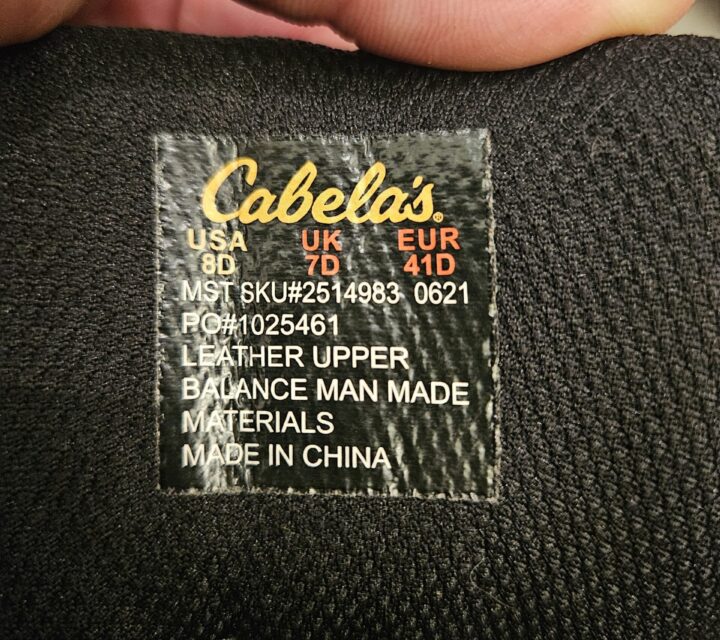 Cabela's®
USA UK EUR
8D 7D 41D
MST SKU#2514983 0621
PO#1025461
LEATHER UPPER
BALANCE MAN MADE
MATERIALS
MADE IN CHINA